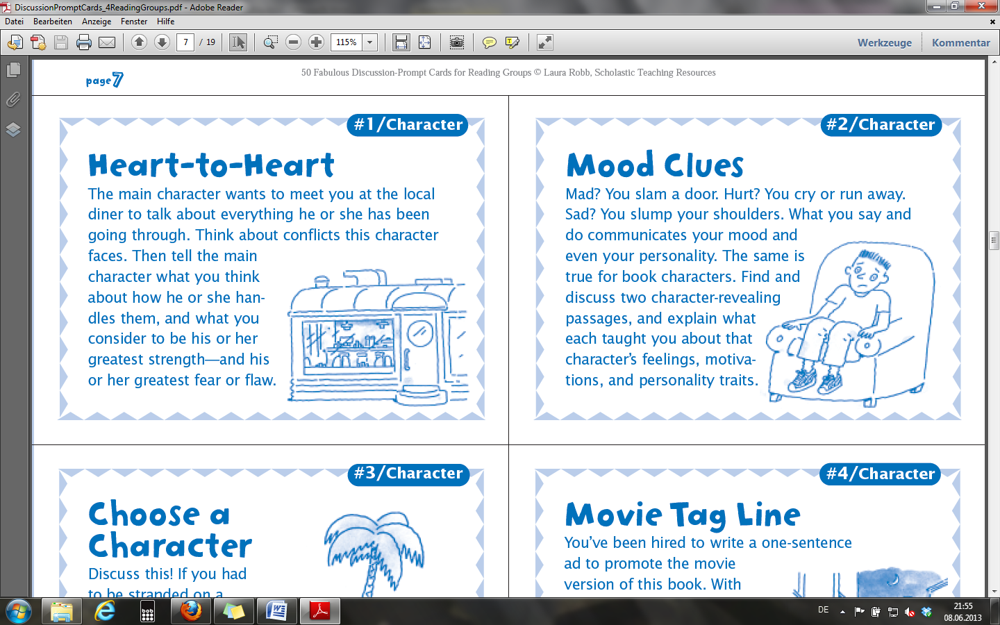 DiscussionPromptCards_4ReadingGroups.pdf - Adobe Reader
Datei Bearbeiten Anzeige Fenster Hilfe
7 / 19 115% Werkzeuge Kommentar
page 7
50 Fabulous Discussion-Prompt Cards for Reading Groups © Laura Robb, Scholastic Teaching Resources
#1/Character
Heart-to-Heart
The main character wants to meet you at the local
diner to talk about everything he or she has been
going through. Think about conflicts this character
faces. Then tell the main
character what you think
about how he or she han-
dles them, and what you
consider to be his or her
greatest strength—and his
or her greatest fear or flaw.
#2/Character
Mood Clues
Mad? You slam a door. Hurt? You cry or run away.
Sad? You slump your shoulders. What you say and
do communicates your mood and
even your personality. The same is
true for book characters. Find and
discuss two character-revealing
passages, and explain what
each taught you about that
character's feelings, motiva-
tions, and personality traits.
#3/Character
Choose a
Character
Discuss this! If you had
to be stranded on a
#4/Character
Movie Tag Line
You've been hired to write a one-sentence
ad to promote the movie
version of this book. With
DE
21:55
08.06.2013